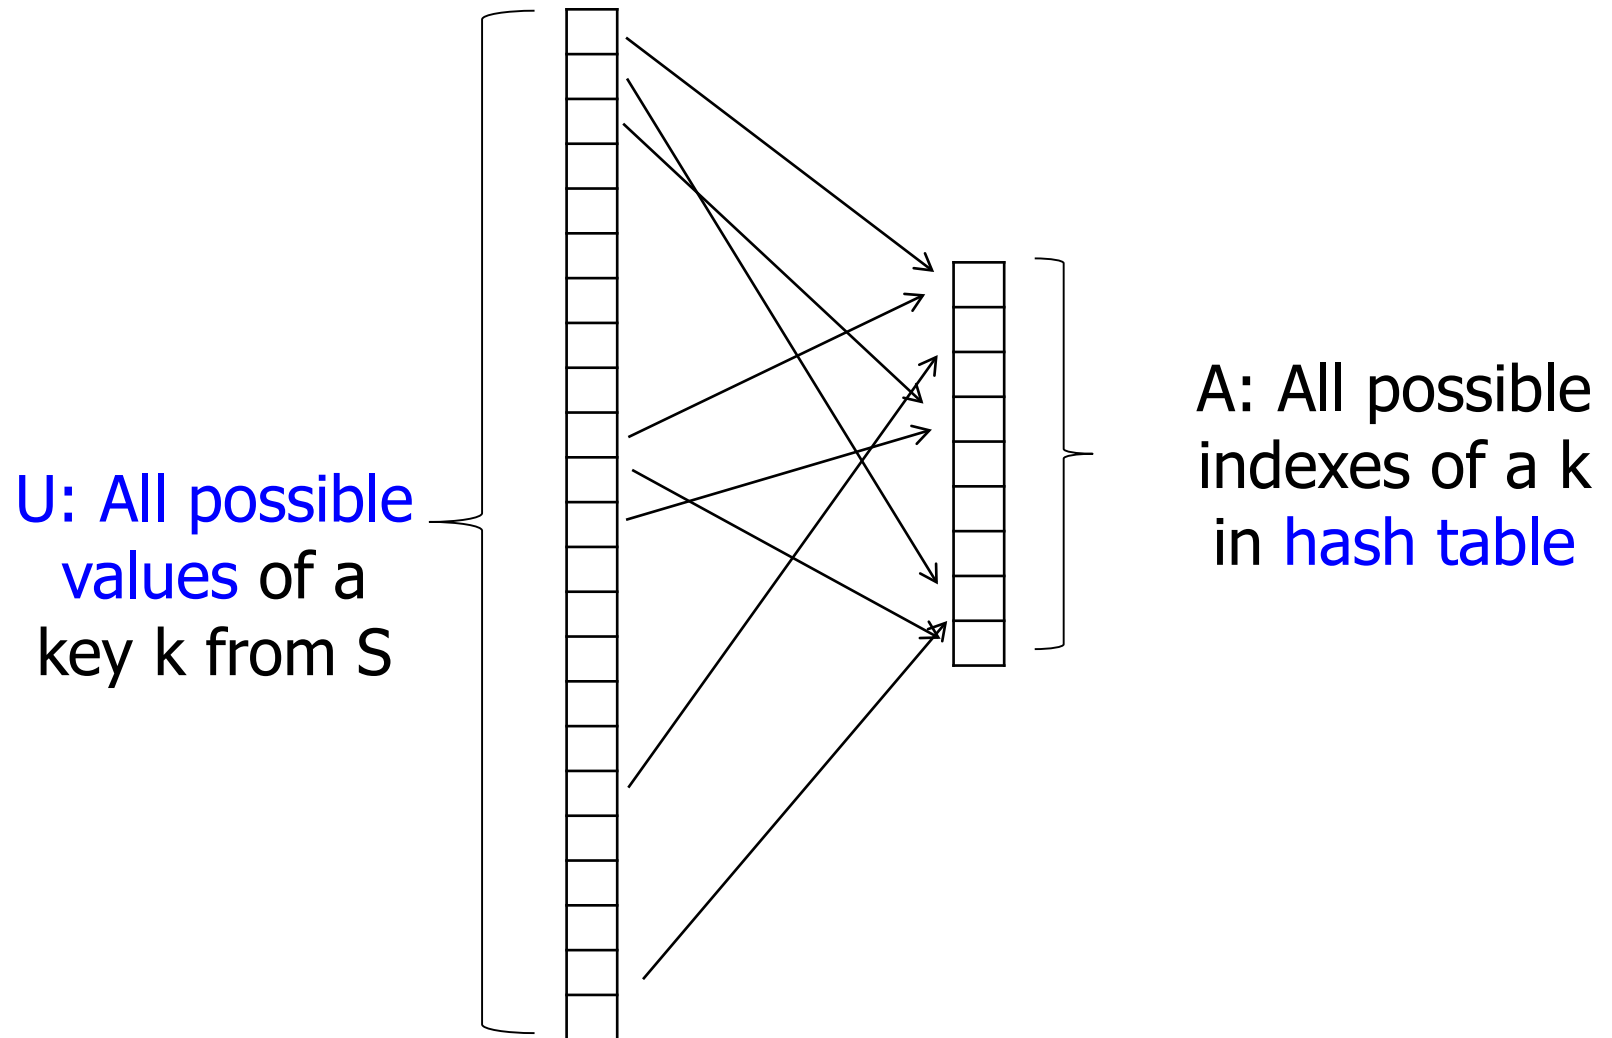 U: All possible
values of a
key k from S
A: All possible
indexes of a k
in hash table